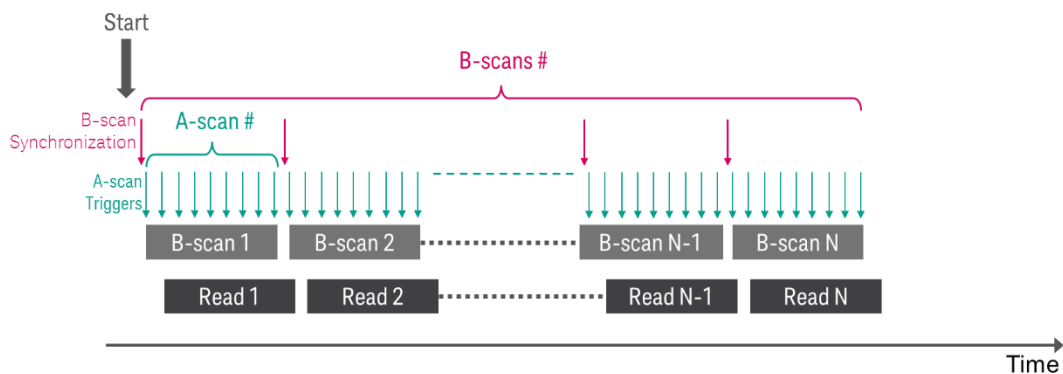 Start
B-scans #
B-scan
Synchronization
A-scan #
A-scan
Triggers
B-scan 1
B-scan 2
B-scan N-1
B-scan N
Read 1
Read 2
Read N-1
Read N
Time